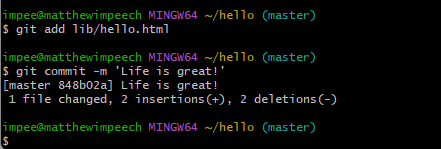 impee@matthewimpeech MINGW64 ~/hello (master)
$ git add lib/hello.html
impee@matthewimpeech MINGW64 ~/hello (master)
$ git commit -m 'Life is great!'
[master 848b02a] Life is great!
 1 file changed, 2 insertions(+), 2 deletions(-)
impee@matthewimpeech MINGW64 ~/hello (master)
$